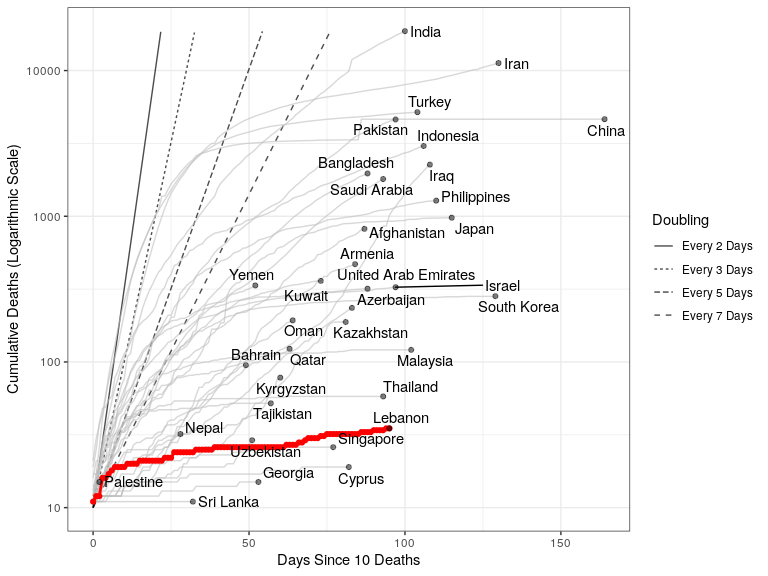 India
Iran
Turkey
Pakistan
China
Indonesia
Bangladesh
Iraq
Saudi Arabia
Philippines
Japan
Afghanistan
Armenia
Yemen
United Arab Emirates
Israel
Kuwait
Azerbaijan
South Korea
Oman
Kazakhstan
Bahrain
Qatar
Malaysia
Kyrgyzstan
Thailand
Tajikistan
Lebanon
Nepal
Singapore
Uzbekistan
Georgia
Cyprus
Palestine
Sri Lanka
10000
1000
100
10
0
50
100
150
Days Since 10 Deaths
Cumulative Deaths (Logarithmic Scale)
Doubling
Every 2 Days
Every 3 Days
Every 5 Days
Every 7 Days